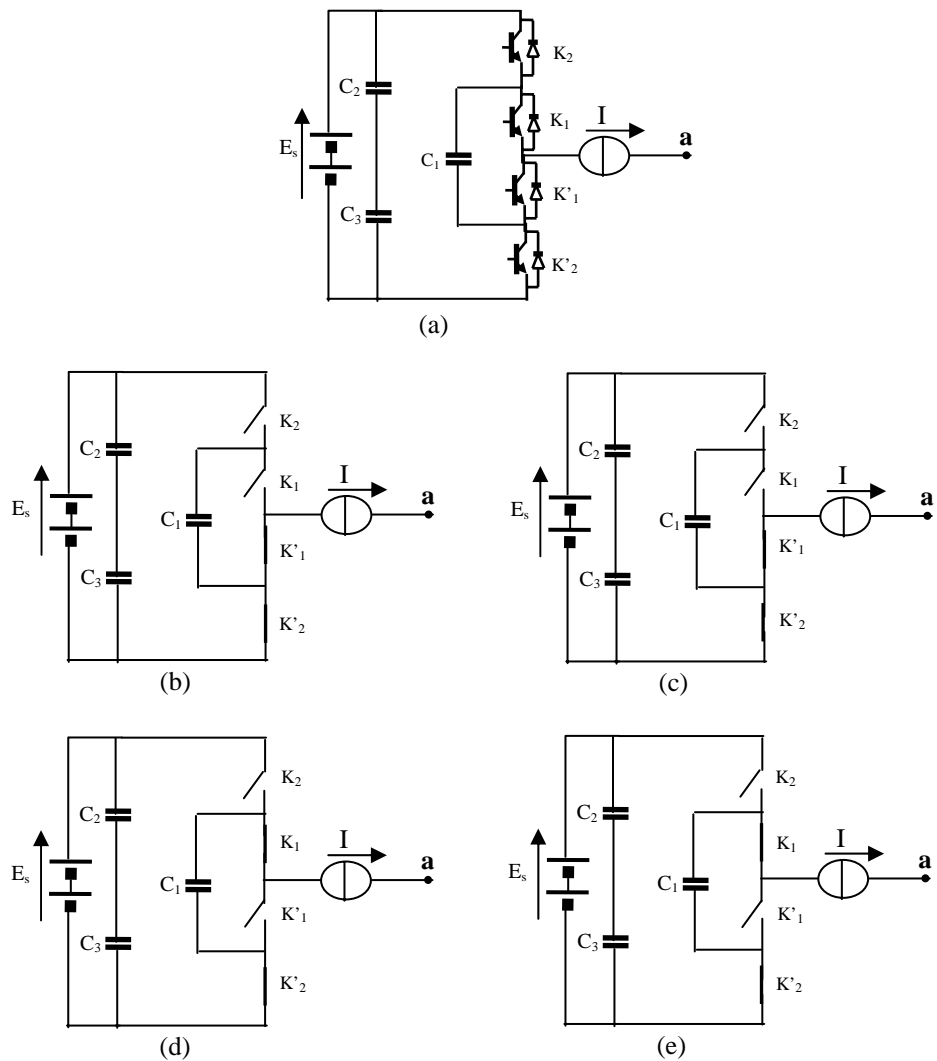 K₂
C₂
K₁
I
a
Eₛ
C₁
K’₁
C₃
K’₂
(a)
K₂
C₂
K₁
I
a
Eₛ
C₁
K’₁
C₃
K’₂
(b)
K₂
C₂
K₁
I
a
Eₛ
C₁
K’₁
C₃
K’₂
(c)
K₂
C₂
K₁
I
a
Eₛ
C₁
K’₁
C₃
K’₂
(d)
K₂
C₂
K₁
I
a
Eₛ
C₁
K’₁
C₃
K’₂
(e)